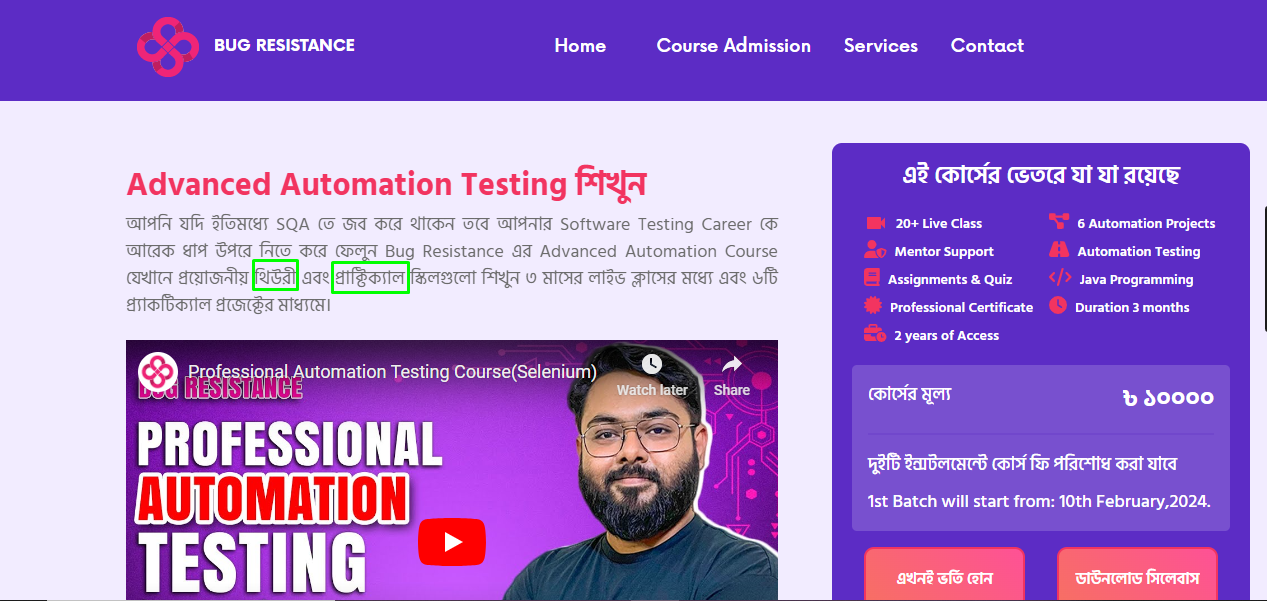 BUG RESISTANCE
Home Course Admission Services Contact
Advanced Automation Testing শিখুন
আপনি যদি ইতিমধ্যে SQA তে জব করে থাকেন তবে আপনার Software Testing Career কে
আরেক ধাপ উপরে নিতে করে ফেলুন Bug Resistance এর Advanced Automation Course
যেখানে প্রয়োজনীয় থিউরী এবং প্রাক্টিক্যাল স্কিলগুলো শিখুন ৩ মাসের লাইভ ক্লাসের মধ্যে এবং ৬টি
প্র্যাকটিক্যাল প্রজেক্টের মাধ্যমে।
Professional Automation Testing Course(Selenium)
Watch later Share
BUG RESISTANCE
PROFESSIONAL
AUTOMATION
TESTING
এই কোর্সের ভেতরে যা যা রয়েছে
20+ Live Class
6 Automation Projects
Mentor Support
Automation Testing
Assignments & Quiz
Java Programming
Professional Certificate
Duration 3 months
2 years of Access
কোর্সের মূল্য ৳ ১০০০০
দুইটি ইন্সটলমেন্টে কোর্স ফি পরিশোধ করা যাবে
1st Batch will start from: 10th February,2024.
এখনই ভর্তি হোন
ডাউনলোড সিলেবাস